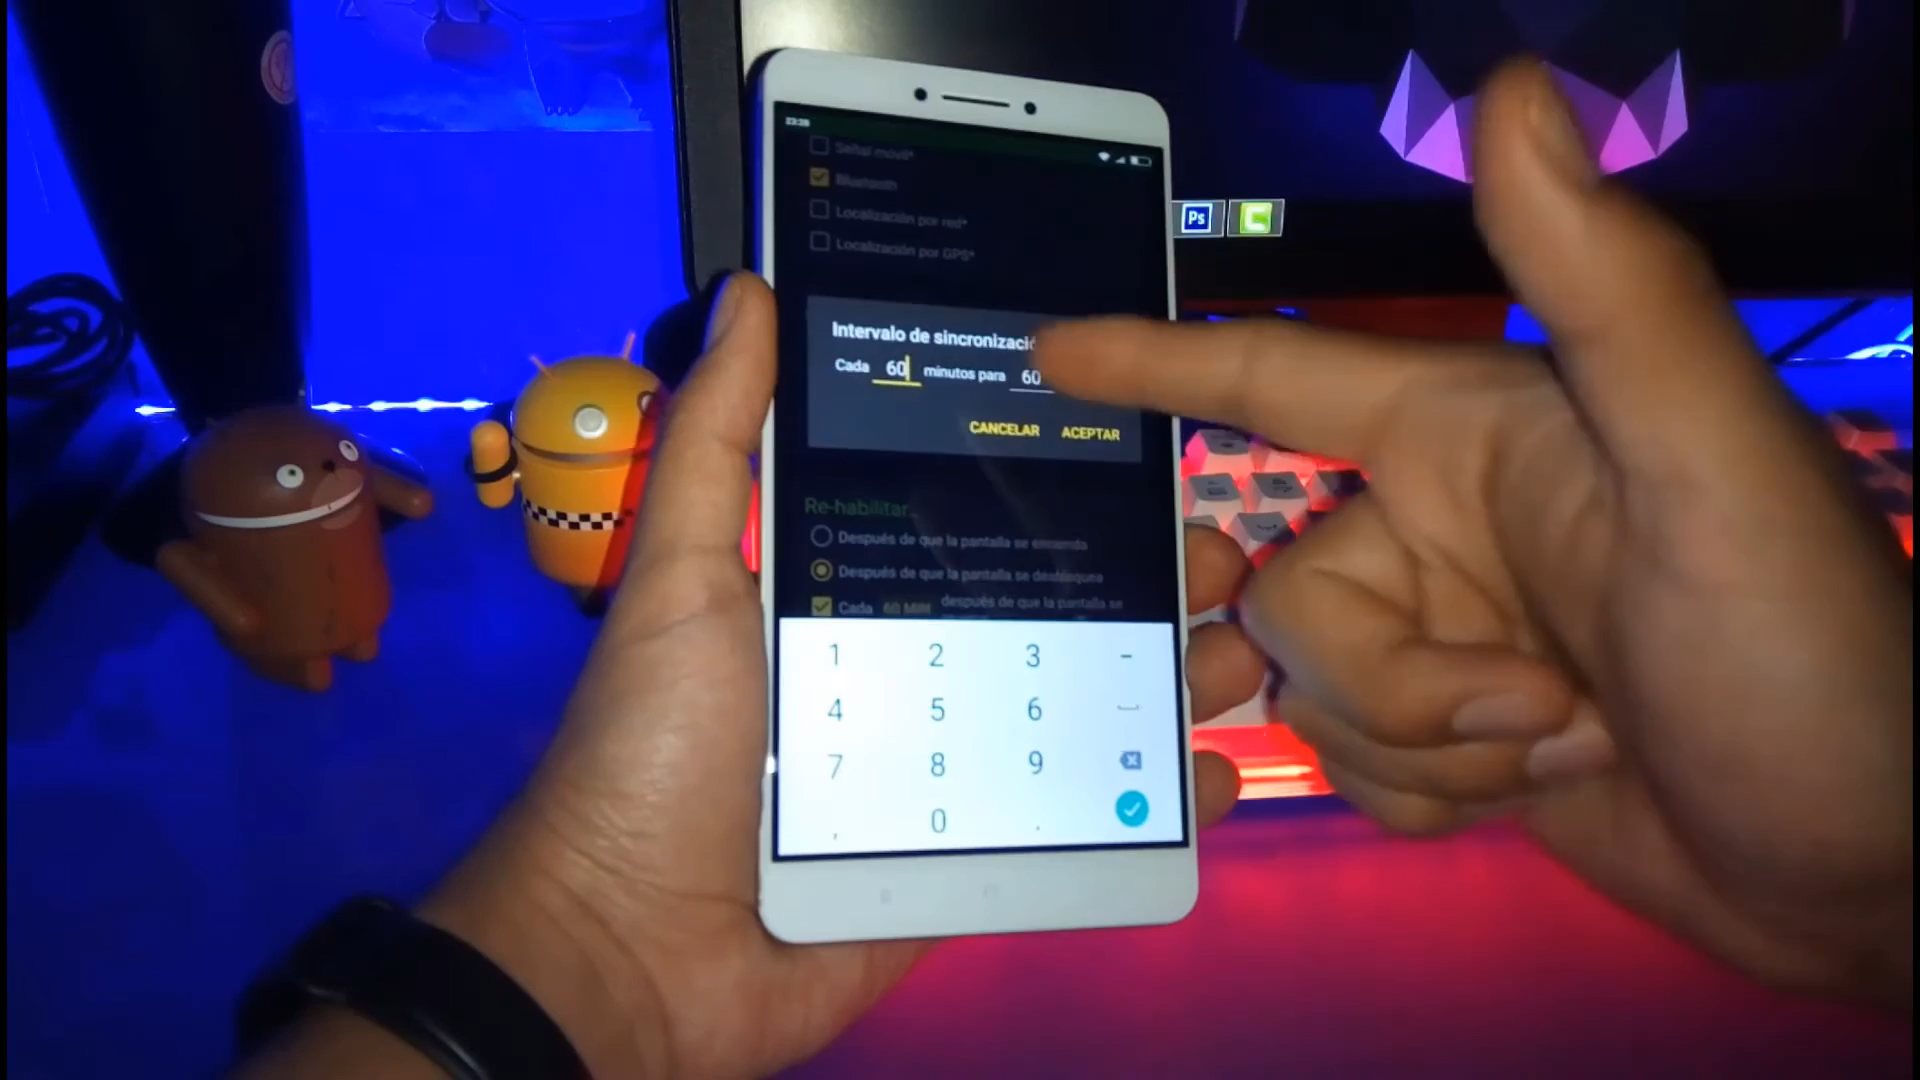 23:28
Señal móvil*
Bluetooth
Localización por red*
Localización por GPS*
Intervalo de sincronizació
Cada 60 minutos para 60
CANCELAR ACEPTAR
Re-habilitar...
Después de que la pantalla se encienda
Después de que la pantalla se desbloquea
Cada 60 MIN después de que la pantalla se
1 2 3 -
4 5 6
7 8 9
, 0 .
Ps
C